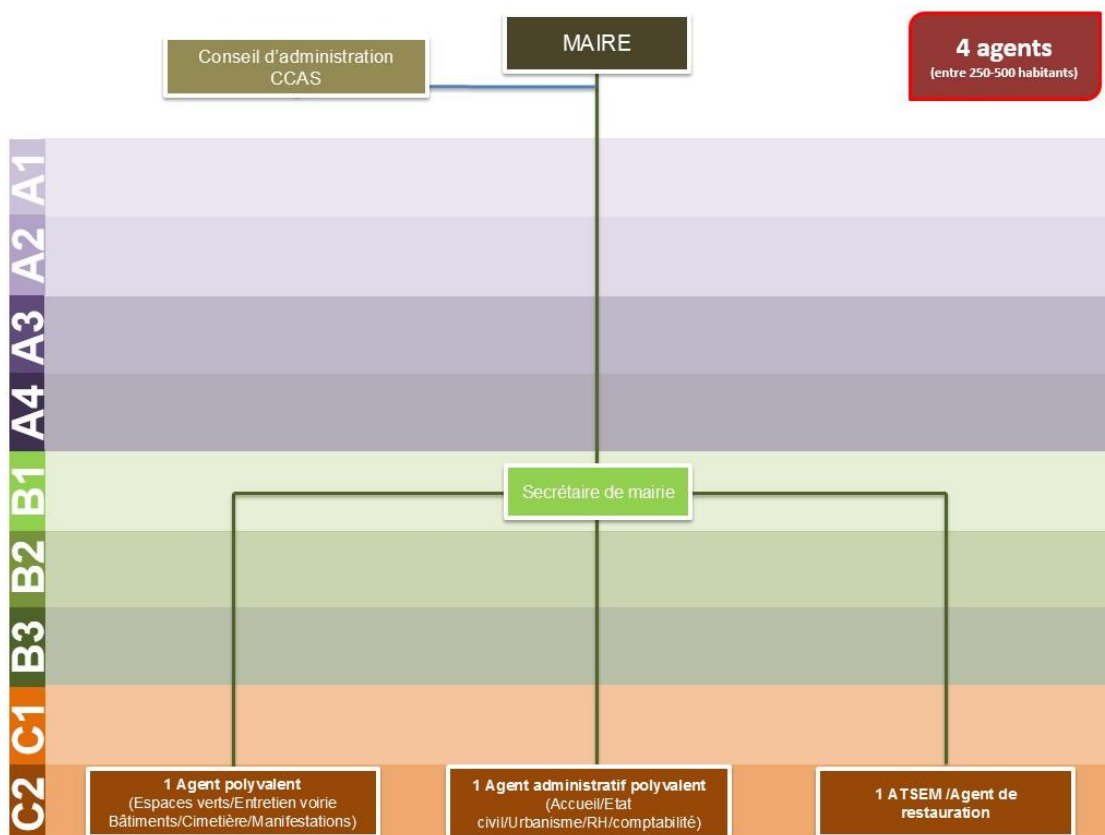 Conseil d'administration
CCAS
MAIRE
4 agents
(entre 250-500 habitants)
A1
A2
A3
A4
B1
Secrétaire de mairie
B2
B3
C1
C2
1 Agent polyvalent
(Espaces verts/Entretien voirie
Bâtiments/Cimetière/Manifestations)
1 Agent administratif polyvalent
(Accueil/Etat
civil/Urbanisme/RH/comptabilité)
1 ATSEM /Agent de
restauration